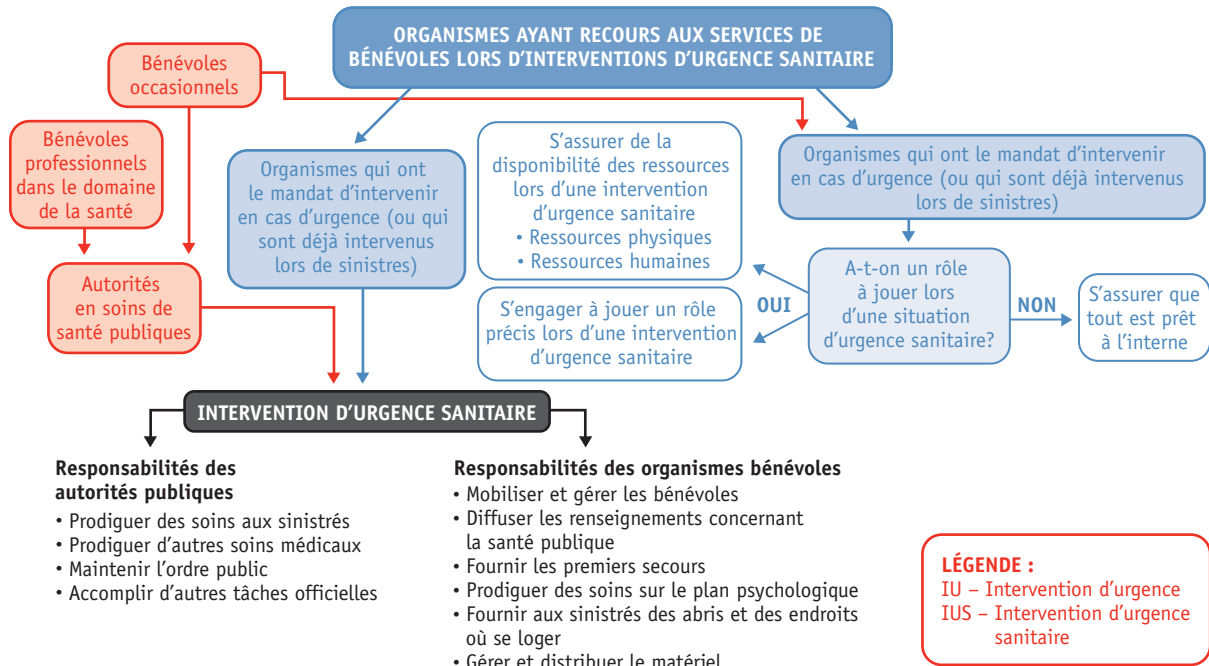 ORGANISMES AYANT RECOURS AUX SERVICES DE
BÉNÉVOLES LORS D'INTERVENTIONS D'URGENCE SANITAIRE
Bénévoles
occasionnels
Bénévoles
professionnels
dans le domaine
de la santé
Autorités
en soins de
santé publiques
Organismes qui ont
le mandat d'intervenir
en cas d'urgence (ou qui
sont déjà intervenus
lors de sinistres)
S'assurer de la
disponibilité des ressources
lors d'une intervention
d'urgence sanitaire
• Ressources physiques
• Ressources humaines
S'engager à jouer un rôle
précis lors d'une intervention
d'urgence sanitaire
Organismes qui ont le mandat d'intervenir
en cas d'urgence (ou qui sont déjà intervenus
lors de sinistres)
OUI
A-t-on un rôle
à jouer lors
d'une situation
d'urgence sanitaire?
NON
S'assurer que
tout est prêt
à l'interne
INTERVENTION D'URGENCE SANITAIRE
Responsabilités des
autorités publiques
• Prodiguer des soins aux sinistrés
• Prodiguer d'autres soins médicaux
• Maintenir l'ordre public
• Accomplir d'autres tâches officielles
Responsabilités des organismes bénévoles
• Mobiliser et gérer les bénévoles
• Diffuser les renseignements concernant
la santé publique
• Fournir les premiers secours
• Prodiguer des soins sur le plan psychologique
• Fournir aux sinistrés des abris et des endroits
où se loger
• Gérer et distribuer le matériel
LÉGENDE :
IU – Intervention d'urgence
IUS – Intervention d'urgence
sanitaire